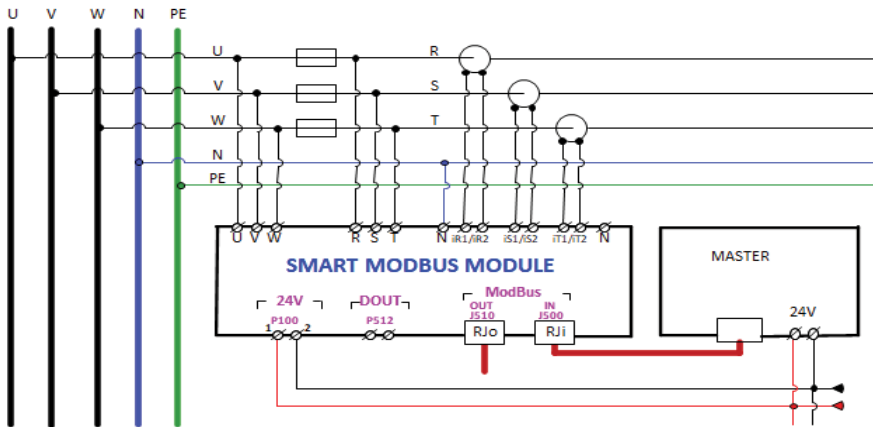 U V W N PE
U R
V S
W T
N
PE
U V W R S T N iR1/iR2 iS1/iS2 iT1/iT2 N
SMART MODBUS MODULE
MASTER
ModBus
24V DOUT OUT IN
P100 P512 J510 J500
24V
1 2 RJo RJi